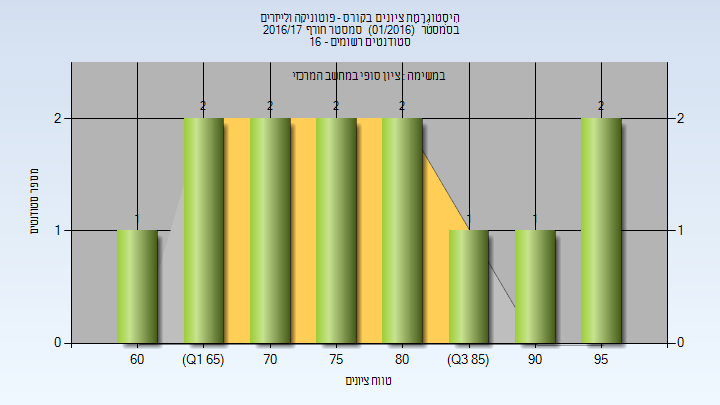 הִיסְטוֹגְרָמַת ציונים בקורס - פוטוניקה ולייזרים
בסמסטר (01/2016) סמסטר חורף 2016/17
סטודנטים רשומים - 16
במשימה : ציון סופי במחשב המרכזי
2 2 2 2 2
1 1 1
2 2
1 1
0 0
מספר סטודנטים
60 (Q1 65) 70 75 80 (Q3 85) 90 95
טווח ציונים